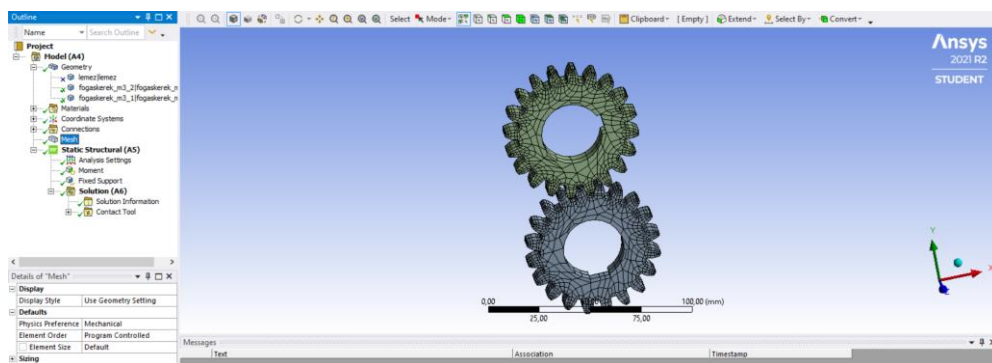 Outline
Name Search Outline
Project
Model (A4)
Geometry
lemez|lemez
fogaskerek_m3_2|fogaskerek_n
fogaskerek_m3_1|fogaskerek_n
Materials
Coordinate Systems
Connections
Mesh
Static Structural (A5)
Analysis Settings
Moment
Fixed Support
Solution (A6)
Solution Information
Contact Tool
Details of "Mesh"
Display
Display Style Use Geometry Setting
Defaults
Physics Preference Mechanical
Element Order Program Controlled
Element Size Default
Sizing
Select Mode Clipboard [ Empty ] Extend Select By Convert
Ansys
2021 R2
STUDENT
Y
X
0,00 100,00 (mm)
25,00 75,00
Messages
Text Association Timestamp